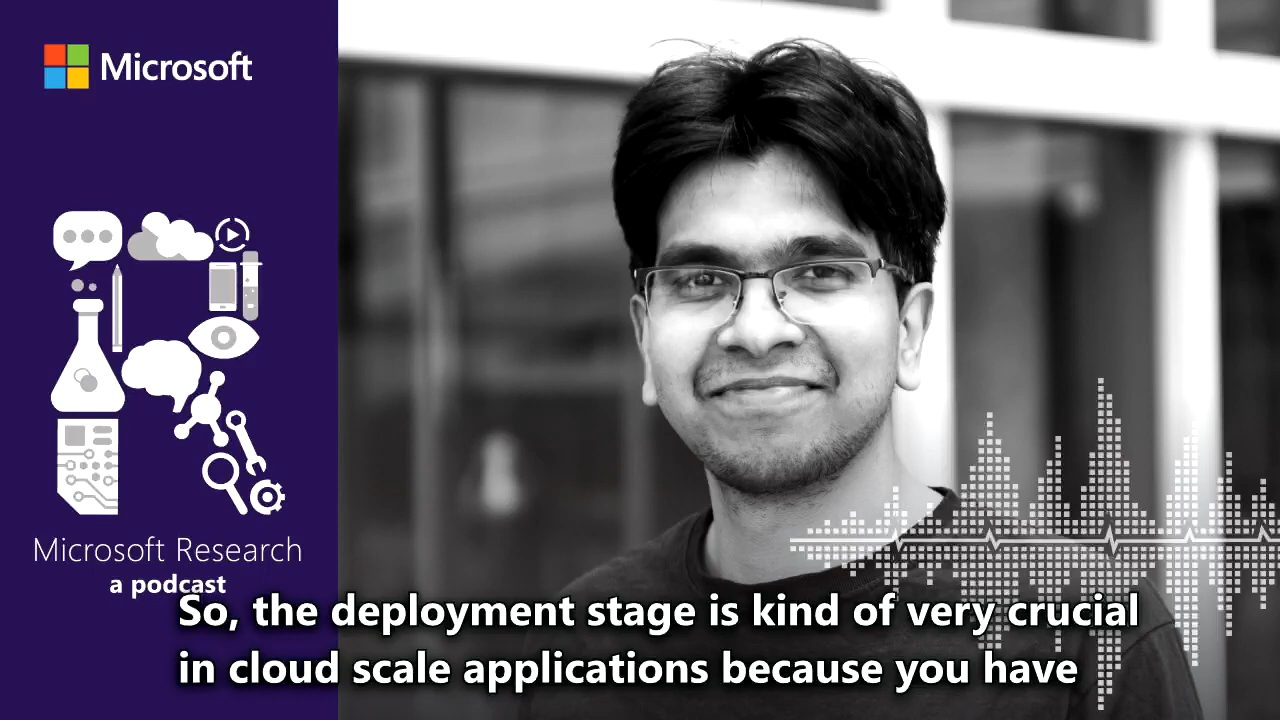 Microsoft
Microsoft Research
a podcast
So, the deployment stage is kind of very crucial
in cloud scale applications because you have